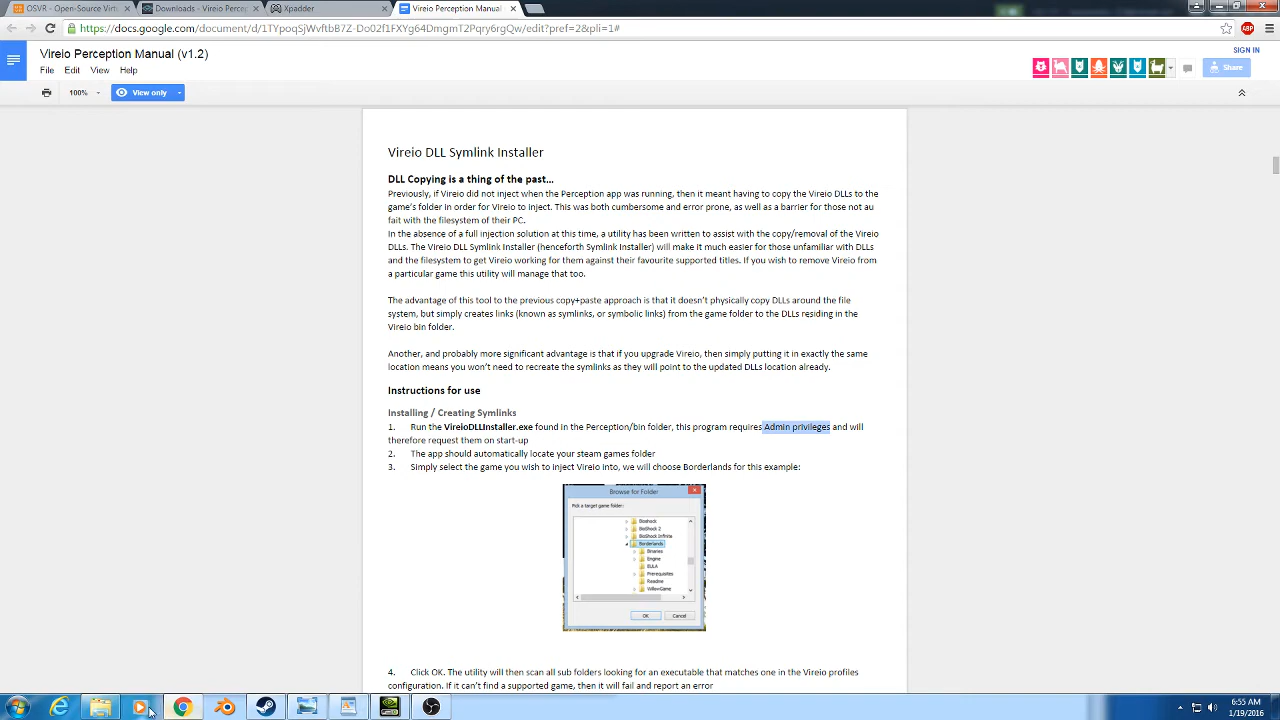 OSVR - Open-Source Virtu
Downloads - Vireio Percep
Xpadder
Vireio Perception Manual
https://docs.google.com/document/d/1TYpoqSjWvftbB7Z-Do02f1FXYg64DmgmT2Pqry6rgQw/edit?pref=2&pli=1#
ABP
Vireio Perception Manual (v1.2)
SIGN IN
File Edit View Help
Share
100%
View only
Vireio DLL Symlink Installer
DLL Copying is a thing of the past...
Previously, if Vireio did not inject when the Perception app was running, then it meant having to copy the Vireio DLLs to the
game's folder in order for Vireio to inject. This was both cumbersome and error prone, as well as a barrier for those not au
fait with the filesystem of their PC.
In the absence of a full injection solution at this time, a utility has been written to assist with the copy/removal of the Vireio
DLLs. The Vireio DLL Symlink Installer (henceforth Symlink Installer) will make it much easier for those unfamiliar with DLLs
and the filesystem to get Vireio working for them against their favourite supported titles. If you wish to remove Vireio from
a particular game this utility will manage that too.
The advantage of this tool to the previous copy+paste approach is that it doesn't physically copy DLLs around the file
system, but simply creates links (known as symlinks, or symbolic links) from the game folder to the DLLs residing in the
Vireio bin folder.
Another, and probably more significant advantage is that if you upgrade Vireio, then simply putting it in exactly the same
location means you won't need to recreate the symlinks as they will point to the updated DLLs location already.
Instructions for use
Installing / Creating Symlinks
1. Run the VireioDLLInstaller.exe found in the Perception/bin folder, this program requires Admin privileges and will
therefore request them on start-up
2. The app should automatically locate your steam games folder
3. Simply select the game you wish to inject Vireio into, we will choose Borderlands for this example:
Browse for Folder
Pick a target game folder:
Bioshock
BioShock 2
BioShock Infinite
Borderlands
Binaries
Engine
EULA
Prerequisites
Readme
WillowGame
OK Cancel
4. Click OK. The utility will then scan all sub folders looking for an executable that matches one in the Vireio profiles
configuration. If it can't find a supported game, then it will fail and report an error
6:55 AM
1/19/2016